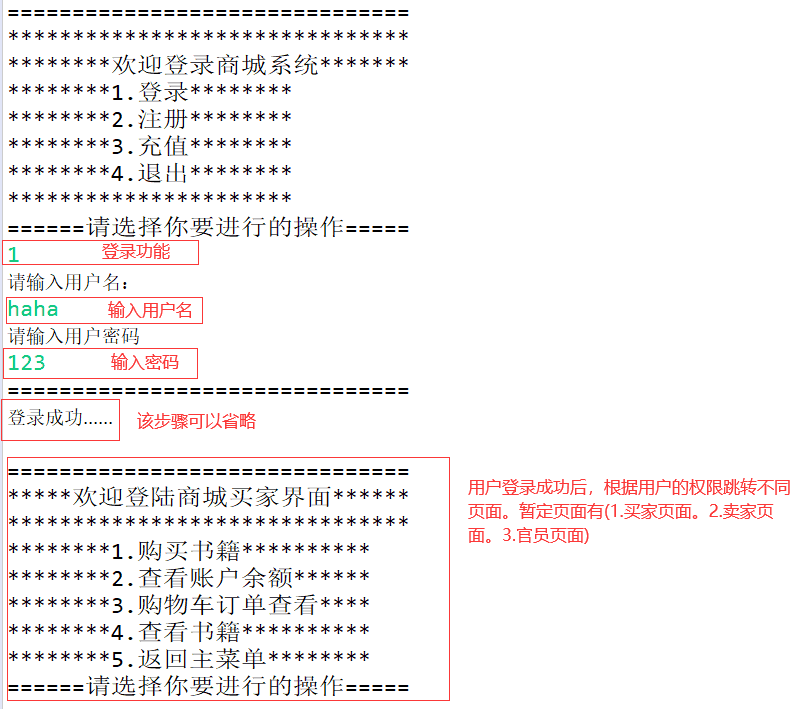 ===============================
*******************************
********欢迎登录商城系统*******
********1.登录********
********2.注册********
********3.充值********
********4.退出********
**********************
======请选择你要进行的操作=====
1 登录功能
请输入用户名:
haha 输入用户名
请输入用户密码
123 输入密码
===============================
登录成功...... 该步骤可以省略
===============================
*****欢迎登陆商城买家界面******
*******************************
********1.购买书籍**********
********2.查看账户余额******
********3.购物车订单查看****
********4.查看书籍**********
********5.返回主菜单********
======请选择你要进行的操作=====
用户登录成功后，根据用户的权限跳转不同
页面。暂定页面有(1.买家页面。2.卖家页
面。3.官员页面)